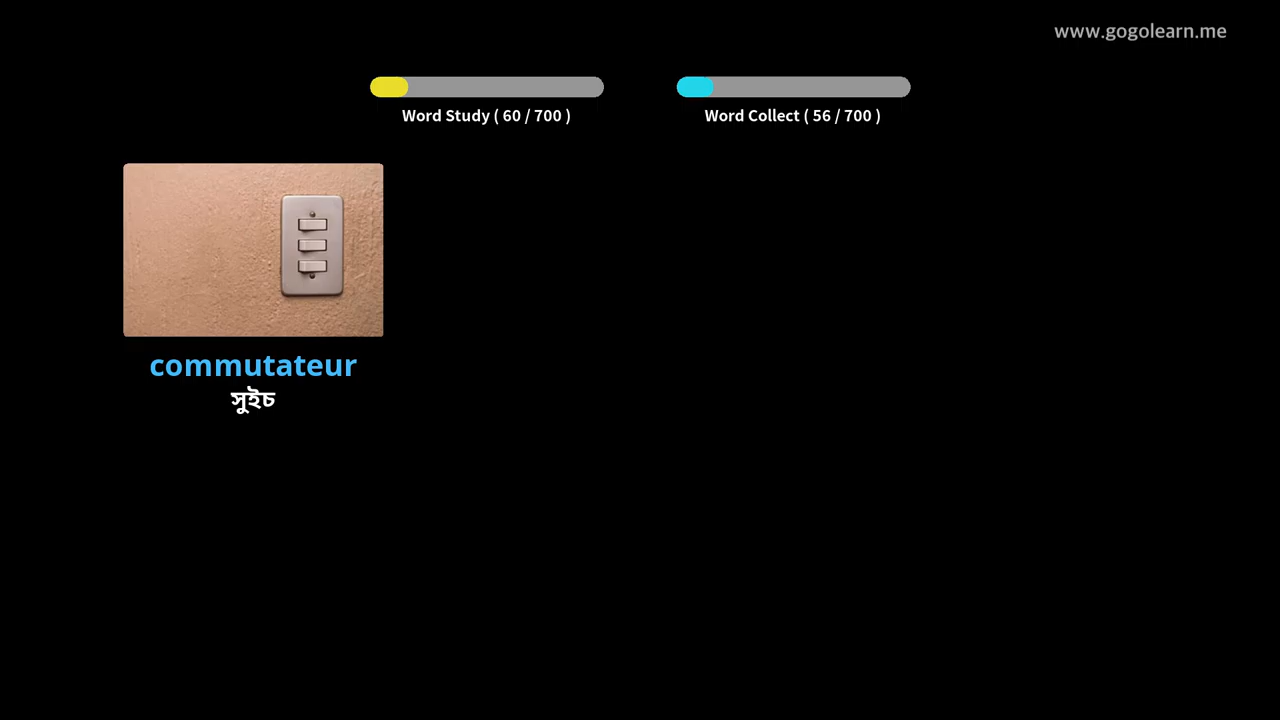 www.gogolearn.me
Word Study ( 60 / 700 )
Word Collect ( 56 / 700 )
commutateur
সুইচ